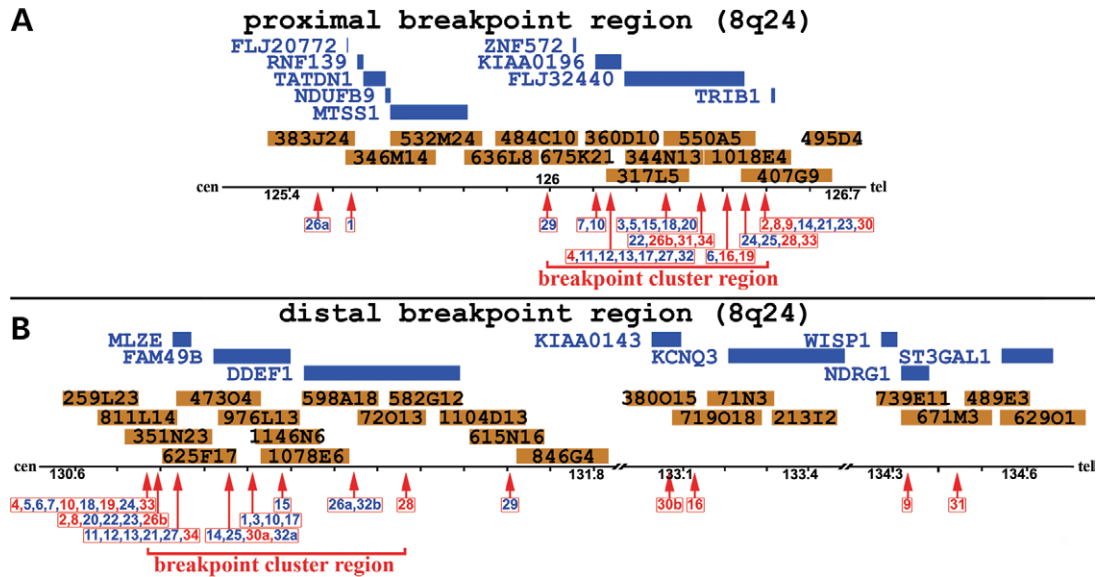 A
proximal breakpoint region (8q24)
FLJ20772 ZNF572
RNF139 KIAA0196
TATDN1 FLJ32440
NDUFB9 TRIB1
MTSS1
383J24 532M24 484C10 360D10 550A5 495D4
346M14 636L8 675K21 344N13 1018E4
317L5 407G9
cen 125.4 126 126.7 tel
26a 1 29 7,10 3,5,15,18,20 2,8,9,14,21,23,30
22,26b,31,34 24,25,28,33
4,11,12,13,17,27,32 6,16,19
breakpoint cluster region
B
distal breakpoint region (8q24)
MLZE KIAA0143 WISP1
FAM49B KCNQ3 ST3GAL1
DDEF1 NDRG1
259L23 473O4 598A18 582G12 380O15 71N3 739E11 489E3
811L14 976L13 72O13 1104D13 719O18 213I2 671M3 629O1
351N23 1146N6 615N16
625F17 1078E6 846G4
cen 130.6 131.8 133.1 133.4 134.3 134.6 tel
4,5,6,7,10,18,19,24,33 15 26a,32b 28 29 30b 16 9 31
2,8,20,22,23,26b 1,3,10,17
11,12,13,21,27,34 14,25,30a,32a
breakpoint cluster region